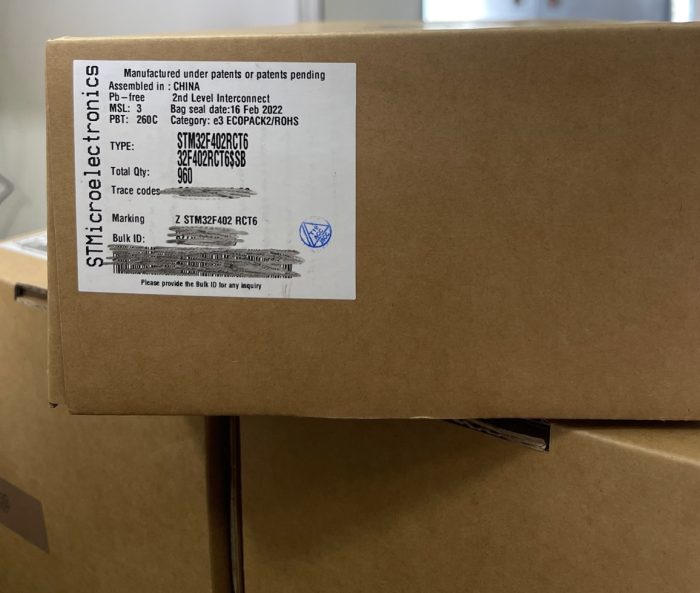 STMicroelectronics
Manufactured under patents or patents pending
Assembled in : CHINA
Pb-free 2nd Level Interconnect
MSL: 3 Bag seal date:16 Feb 2022
PBT: 260C Category: e3 ECOPACK2/ROHS
TYPE: STM32F402RCT6
32F402RCT6$SB
Total Qty: 960
Trace codes
Marking Z STM32F402 RCT6
Bulk ID:
Please provide the Bulk ID for any inquiry